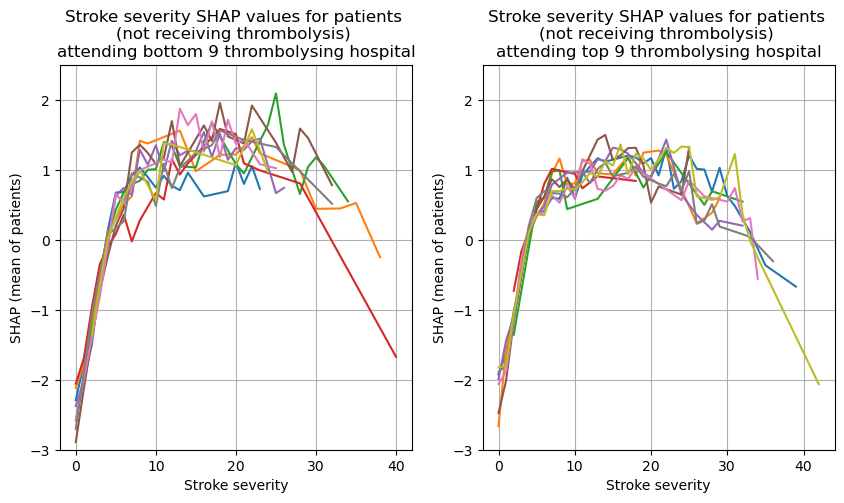 Stroke severity SHAP values for patients
(not receiving thrombolysis)
attending bottom 9 thrombolysing hospital
2
1
0
−1
−2
−3
0
10
20
30
40
SHAP (mean of patients)
Stroke severity
Stroke severity SHAP values for patients
(not receiving thrombolysis)
attending top 9 thrombolysing hospital
2
1
0
−1
−2
−3
0
10
20
30
40
SHAP (mean of patients)
Stroke severity